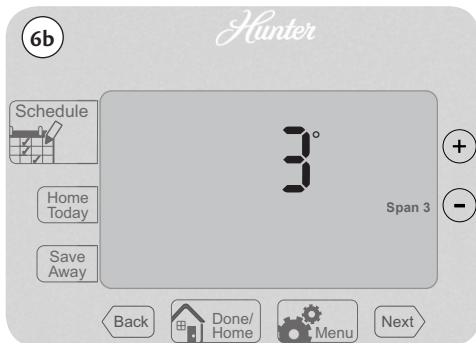 6b
Hunter
Schedule
3°
+
Home
Today
Span 3
-
Save
Away
Back
Done/
Home
Menu
Next